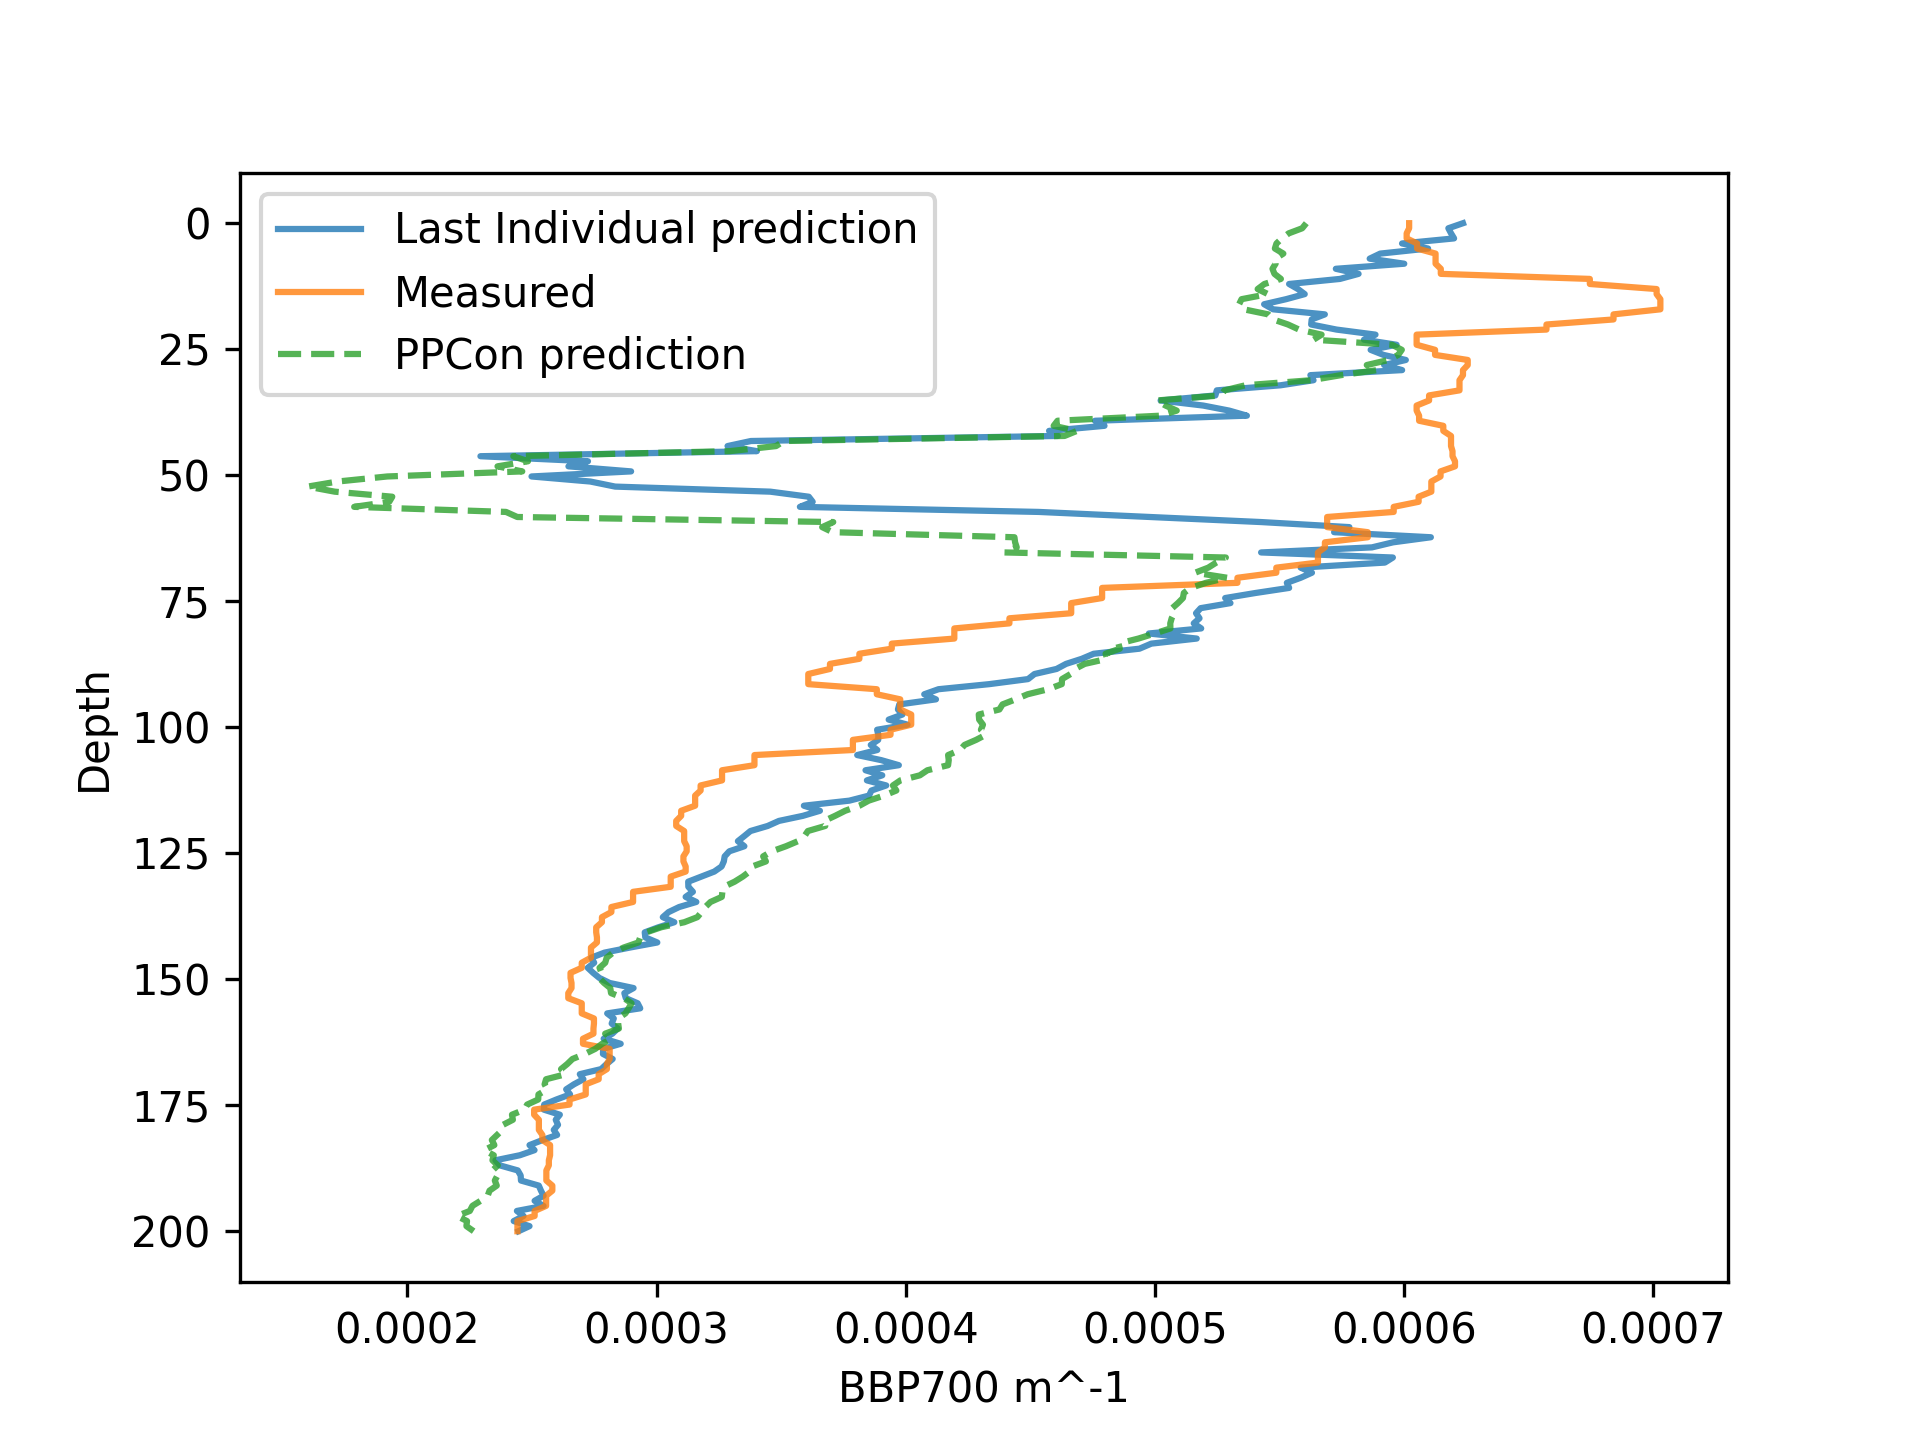 Last Individual prediction
Measured
PPCon prediction
0
25
50
75
100
125
150
175
200
Depth
0.0002 0.0003 0.0004 0.0005 0.0006 0.0007
BBP700 m^-1